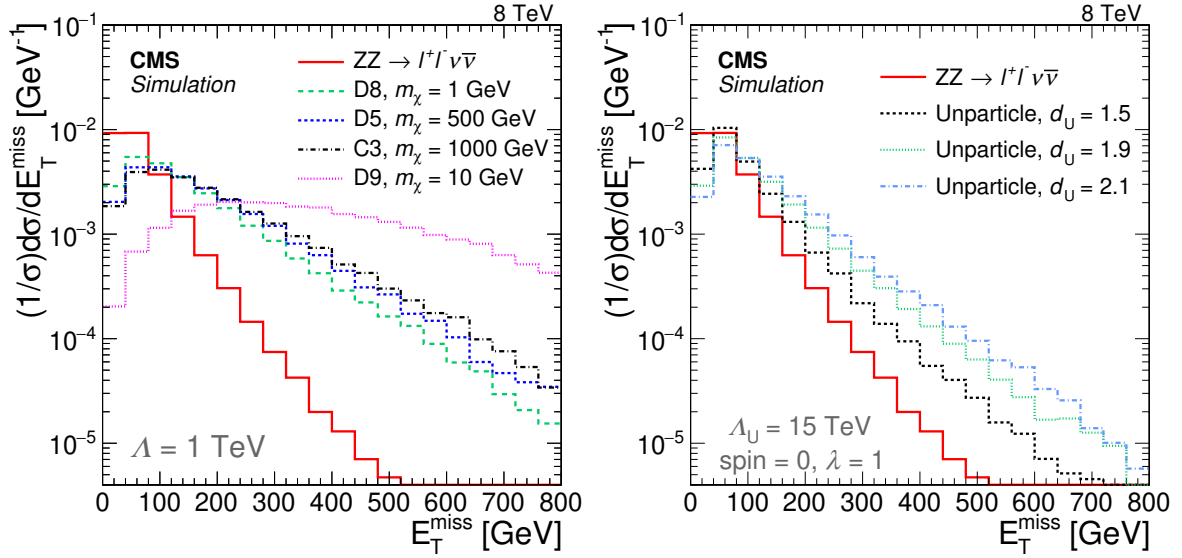 8 TeV
CMS
Simulation
ZZ → l⁺l⁻νν̅
D8, mχ = 1 GeV
D5, mχ = 500 GeV
C3, mχ = 1000 GeV
D9, mχ = 10 GeV
(1/σ)dσ/dE_T^miss [GeV⁻¹]
10⁻¹
10⁻²
10⁻³
10⁻⁴
10⁻⁵
Λ = 1 TeV
0 100 200 300 400 500 600 700 800
E_T^miss [GeV]
8 TeV
CMS
Simulation
ZZ → l⁺l⁻νν̅
Unparticle, d_U = 1.5
Unparticle, d_U = 1.9
Unparticle, d_U = 2.1
(1/σ)dσ/dE_T^miss [GeV⁻¹]
10⁻¹
10⁻²
10⁻³
10⁻⁴
10⁻⁵
Λ_U = 15 TeV
spin = 0, λ = 1
0 100 200 300 400 500 600 700 800
E_T^miss [GeV]